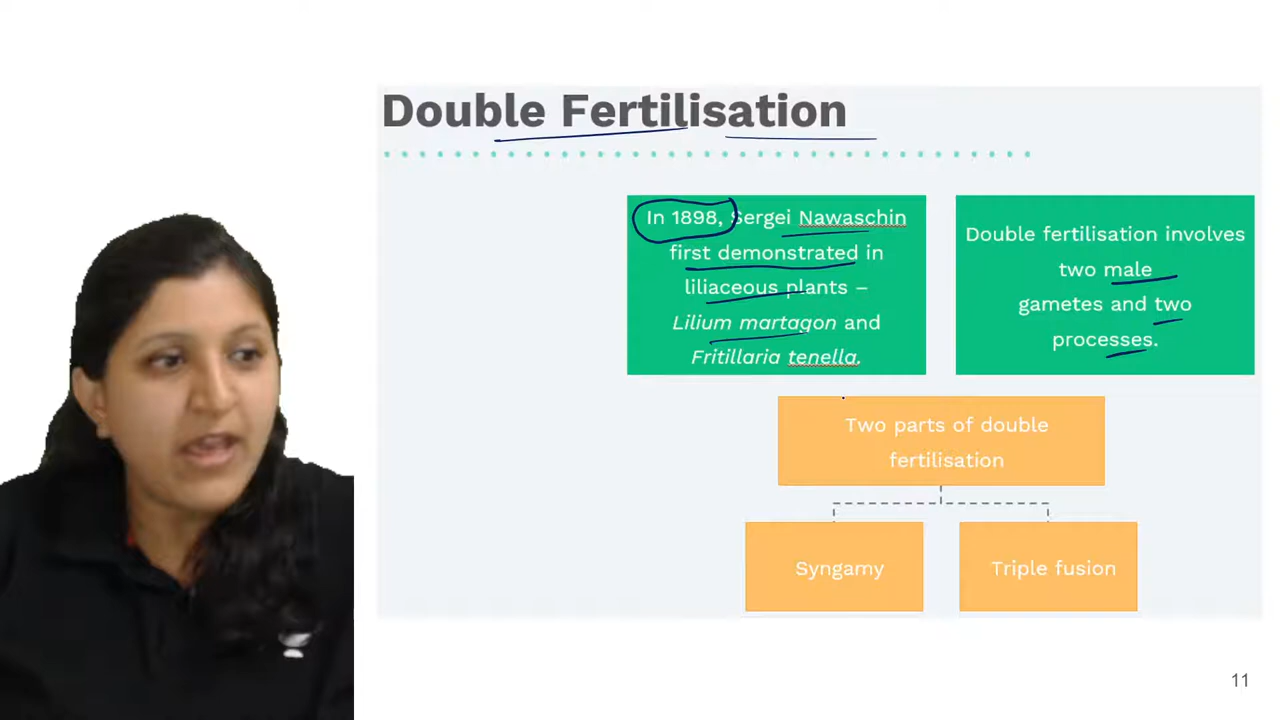 Double Fertilisation
In 1898, Sergei Nawaschin
first demonstrated in
liliaceous plants –
Lilium martagon and
Fritillaria tenella.
Double fertilisation involves
two male
gametes and two
processes.
Two parts of double
fertilisation
Syngamy
Triple fusion
11